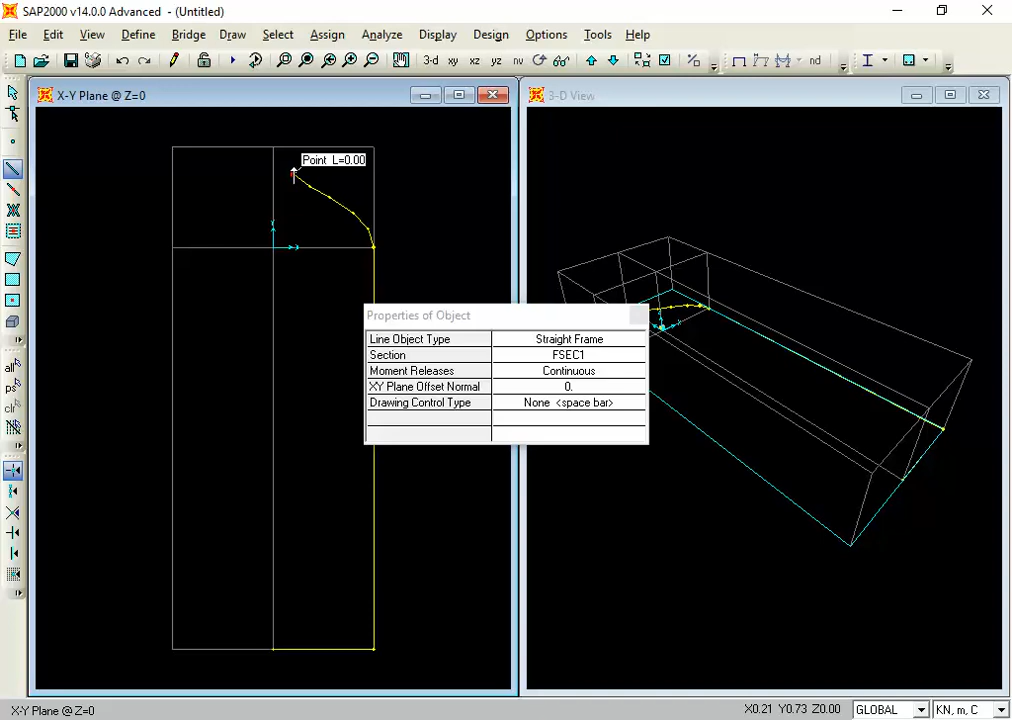 SAP2000 v14.0.0 Advanced - (Untitled)
File Edit View Define Bridge Draw Select Assign Analyze Display Design Options Tools Help
3-d xy xz yz nv nd
X-Y Plane @ Z=0
3-D View
Point L=0.00
Properties of Object
Line Object Type Straight Frame
Section FSEC1
Moment Releases Continuous
XY Plane Offset Normal 0.
Drawing Control Type None <space bar>
all
ps
clr
X-Y Plane @ Z=0 X0.21 Y0.73 Z0.00 GLOBAL KN, m, C